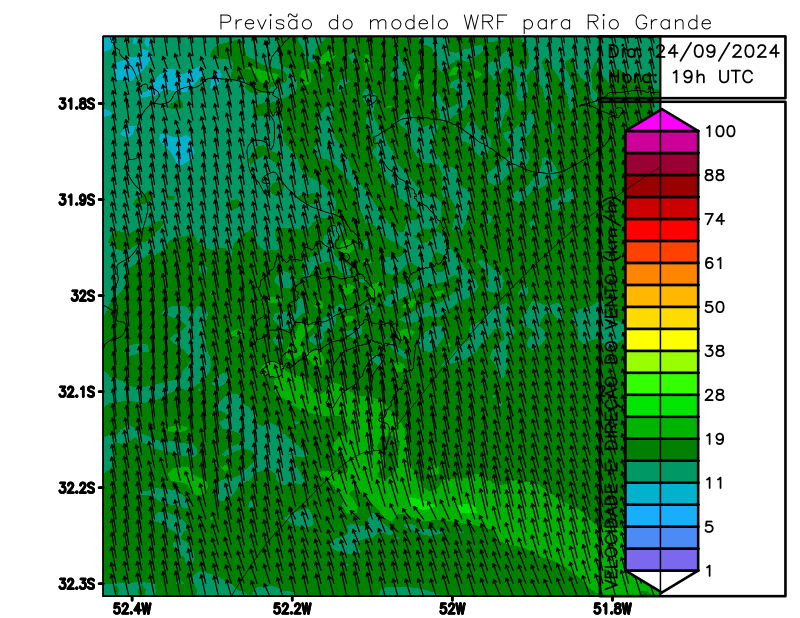 Previsão do modelo WRF para Rio Grande
Dia: 24/09/2024
Hora: 19h UTC
31.8S
31.9S
32S
32.1S
32.2S
32.3S
52.4W
52.2W
52W
51.8W
VELOCIDADE E DIREÇÃO DO VENTO (km/h)
100
88
74
61
50
38
28
19
11
5
1